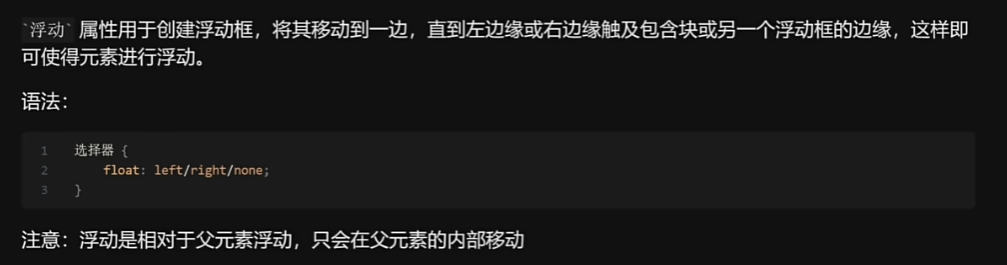 `浮动` 属性用于创建浮动框，将其移动到一边，直到左边缘或右边缘触及包含块或另一个浮动框的边缘，这样即
可使得元素进行浮动。
语法：
1 选择器 {
2 float: left/right/none;
3 }
注意：浮动是相对于父元素浮动，只会在父元素的内部移动